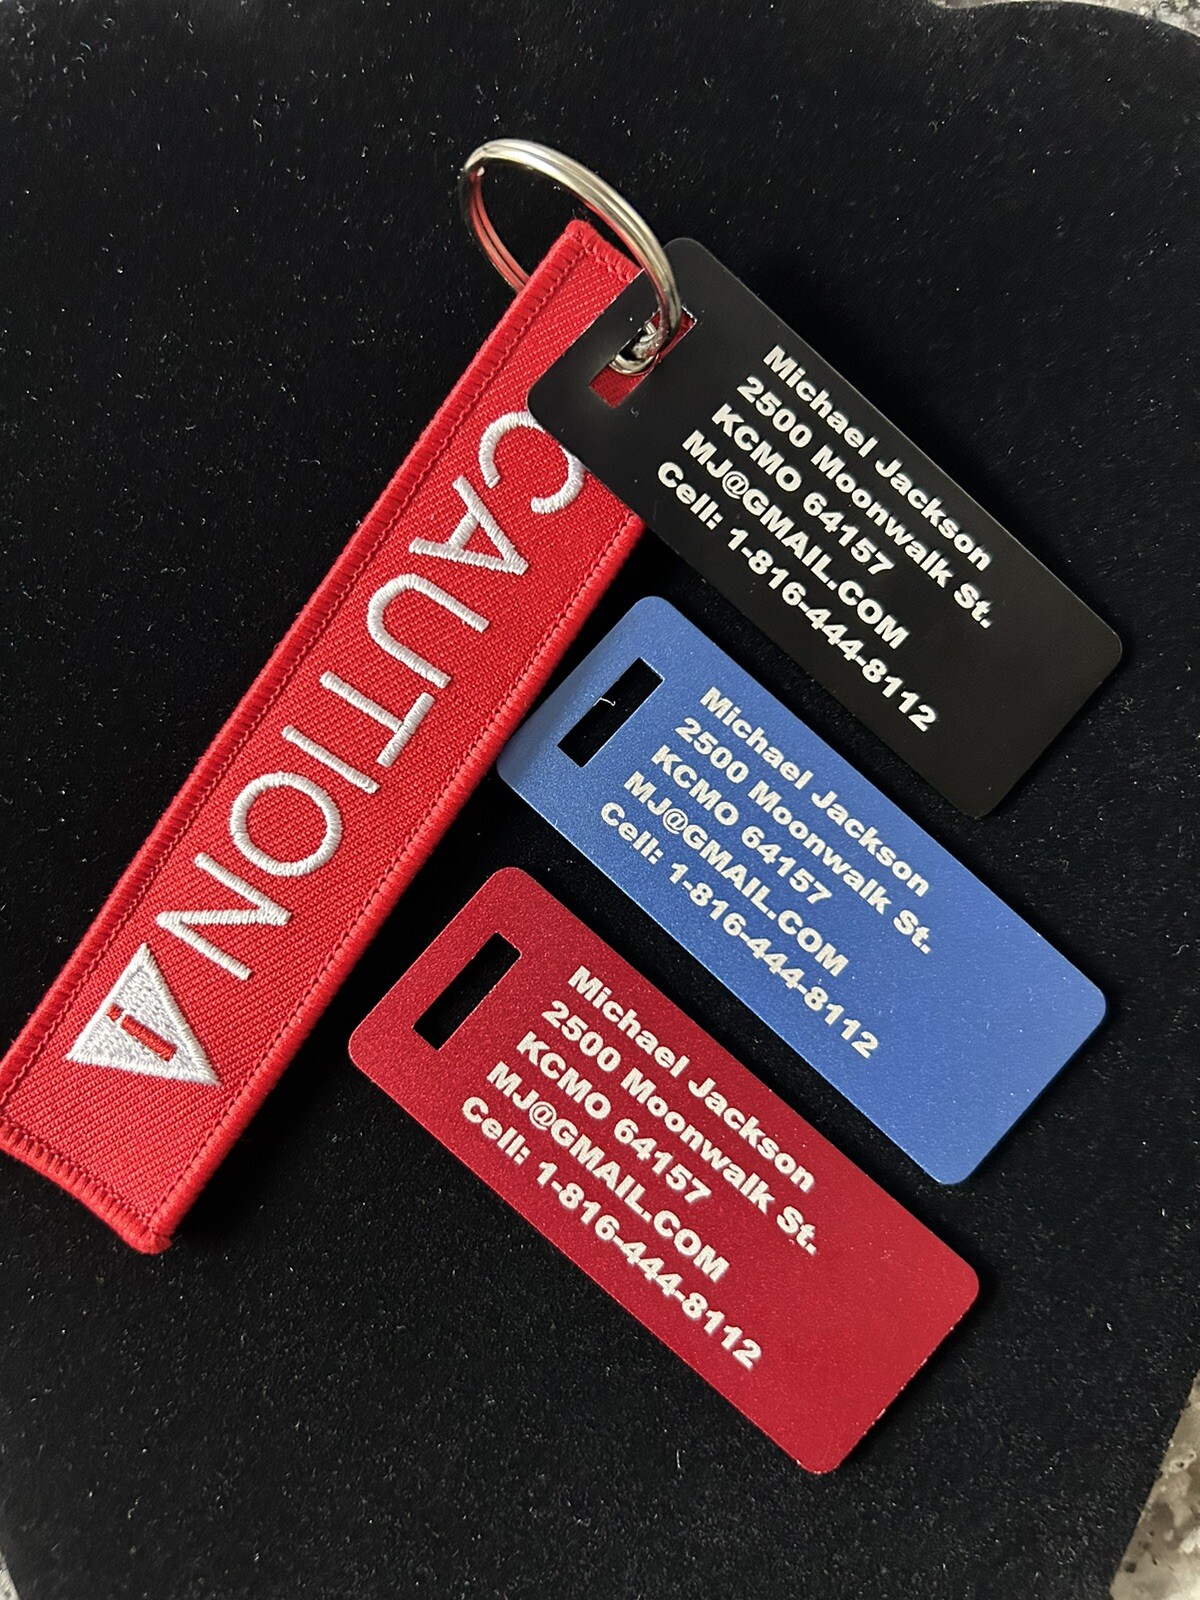 CAUTION
!
Michael Jackson
2500 Moonwalk St.
KCMO 64157
MJ@GMAIL.COM
Cell: 1-816-444-8112
Michael Jackson
2500 Moonwalk St.
KCMO 64157
MJ@GMAIL.COM
Cell: 1-816-444-8112
Michael Jackson
2500 Moonwalk St.
KCMO 64157
MJ@GMAIL.COM
Cell: 1-816-444-8112